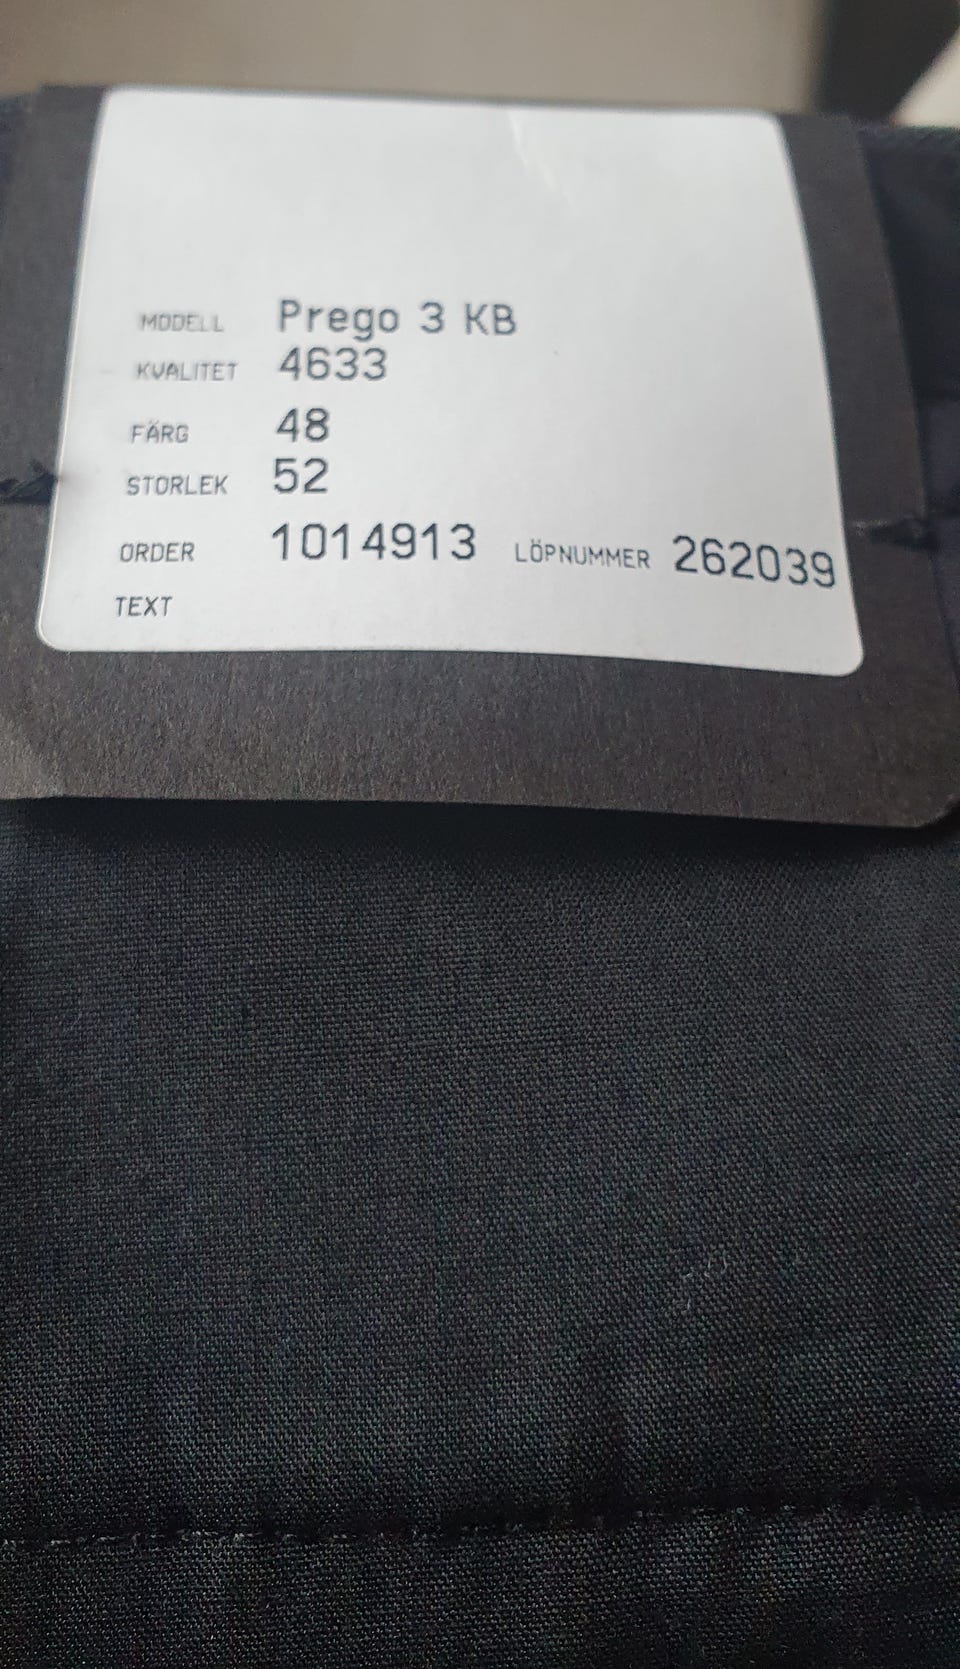 MODELL Prego 3 KB
KVALITET 4633
FÄRG 48
STORLEK 52
ORDER 1014913 LÖPNUMMER 262039
TEXT